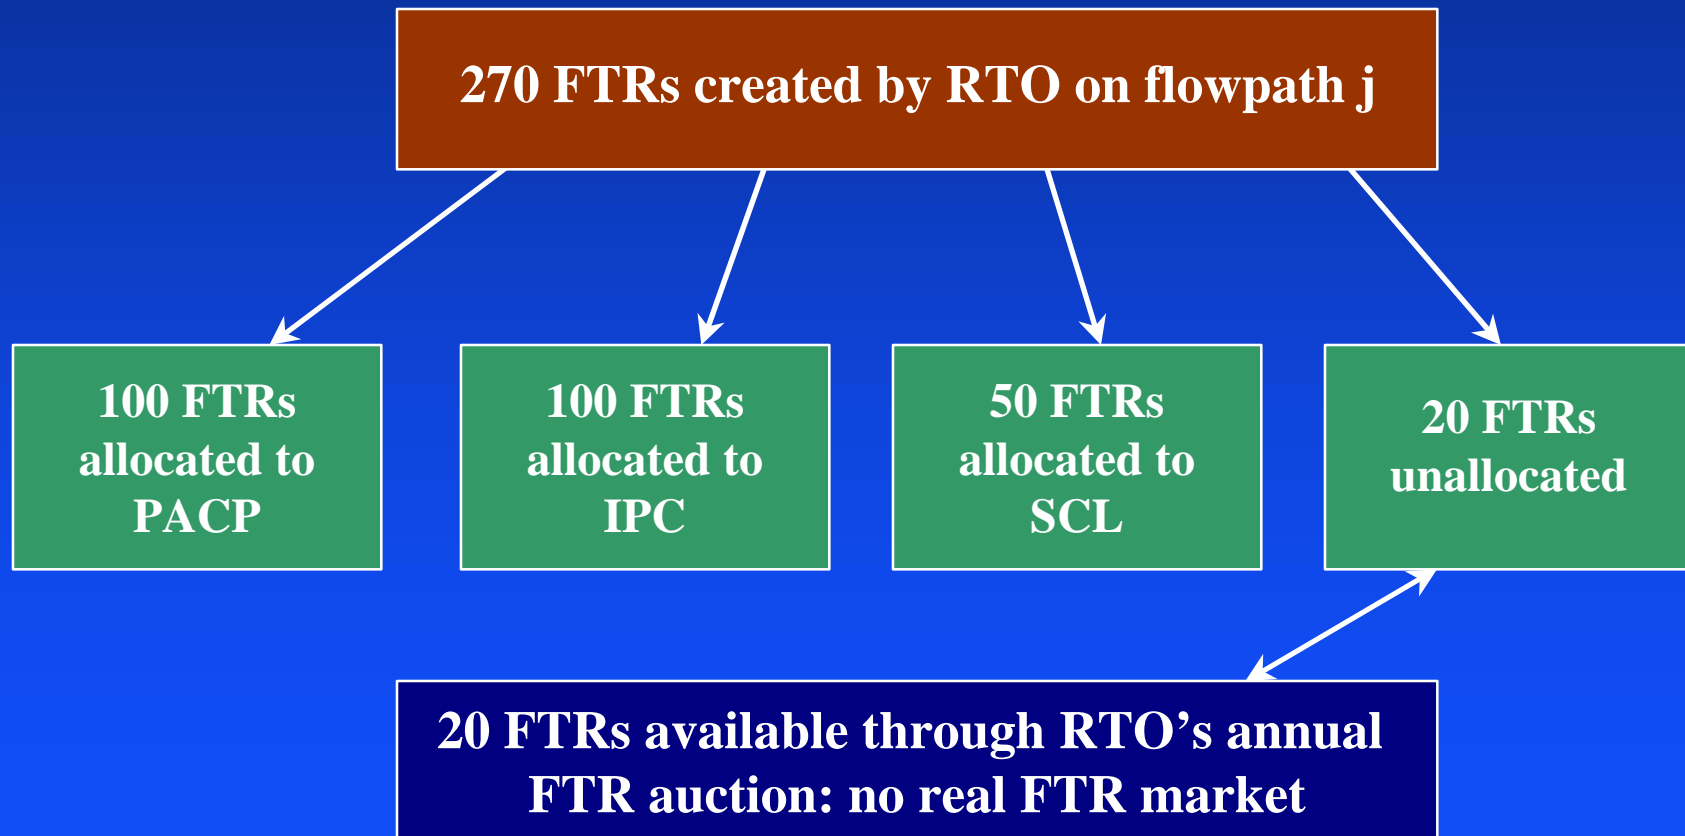 270 FTRs created by RTO on flowpath j
100 FTRs
allocated to
PACP
100 FTRs
allocated to
IPC
50 FTRs
allocated to
SCL
20 FTRs
unallocated
20 FTRs available through RTO’s annual
FTR auction: no real FTR market